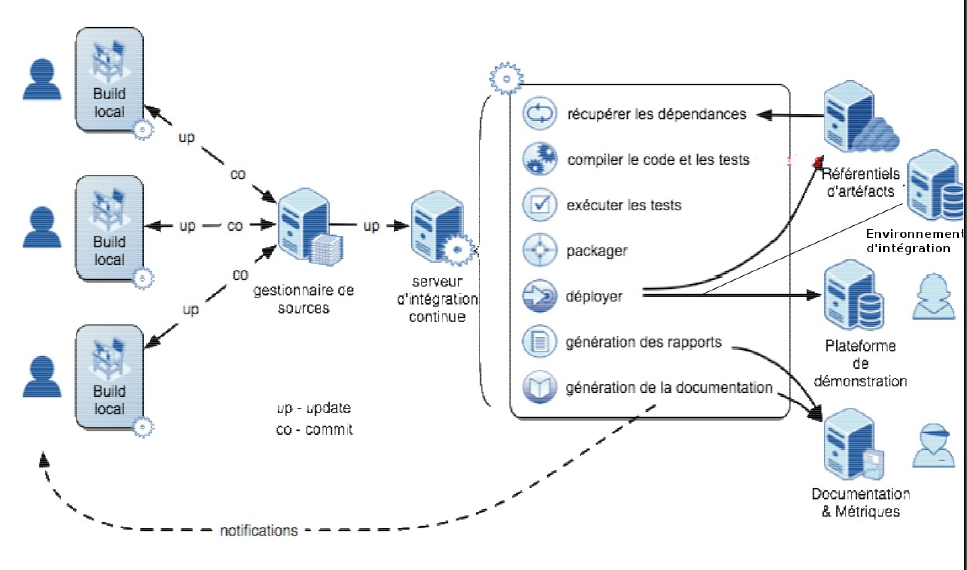 Build
local
up
co
Build
local
up
co
co
up
Build
local
gestionnaire de
sources
up
serveur
d'intégration
continue
up - update
co - commit
récupérer les dépendances
compiler le code et les tests
exécuter les tests
packager
déployer
génération des rapports
génération de la documentation
Référentiels
d'artéfacts
Environnement
d'intégration
Plateforme
de
démonstration
Documentation
& Métriques
notifications